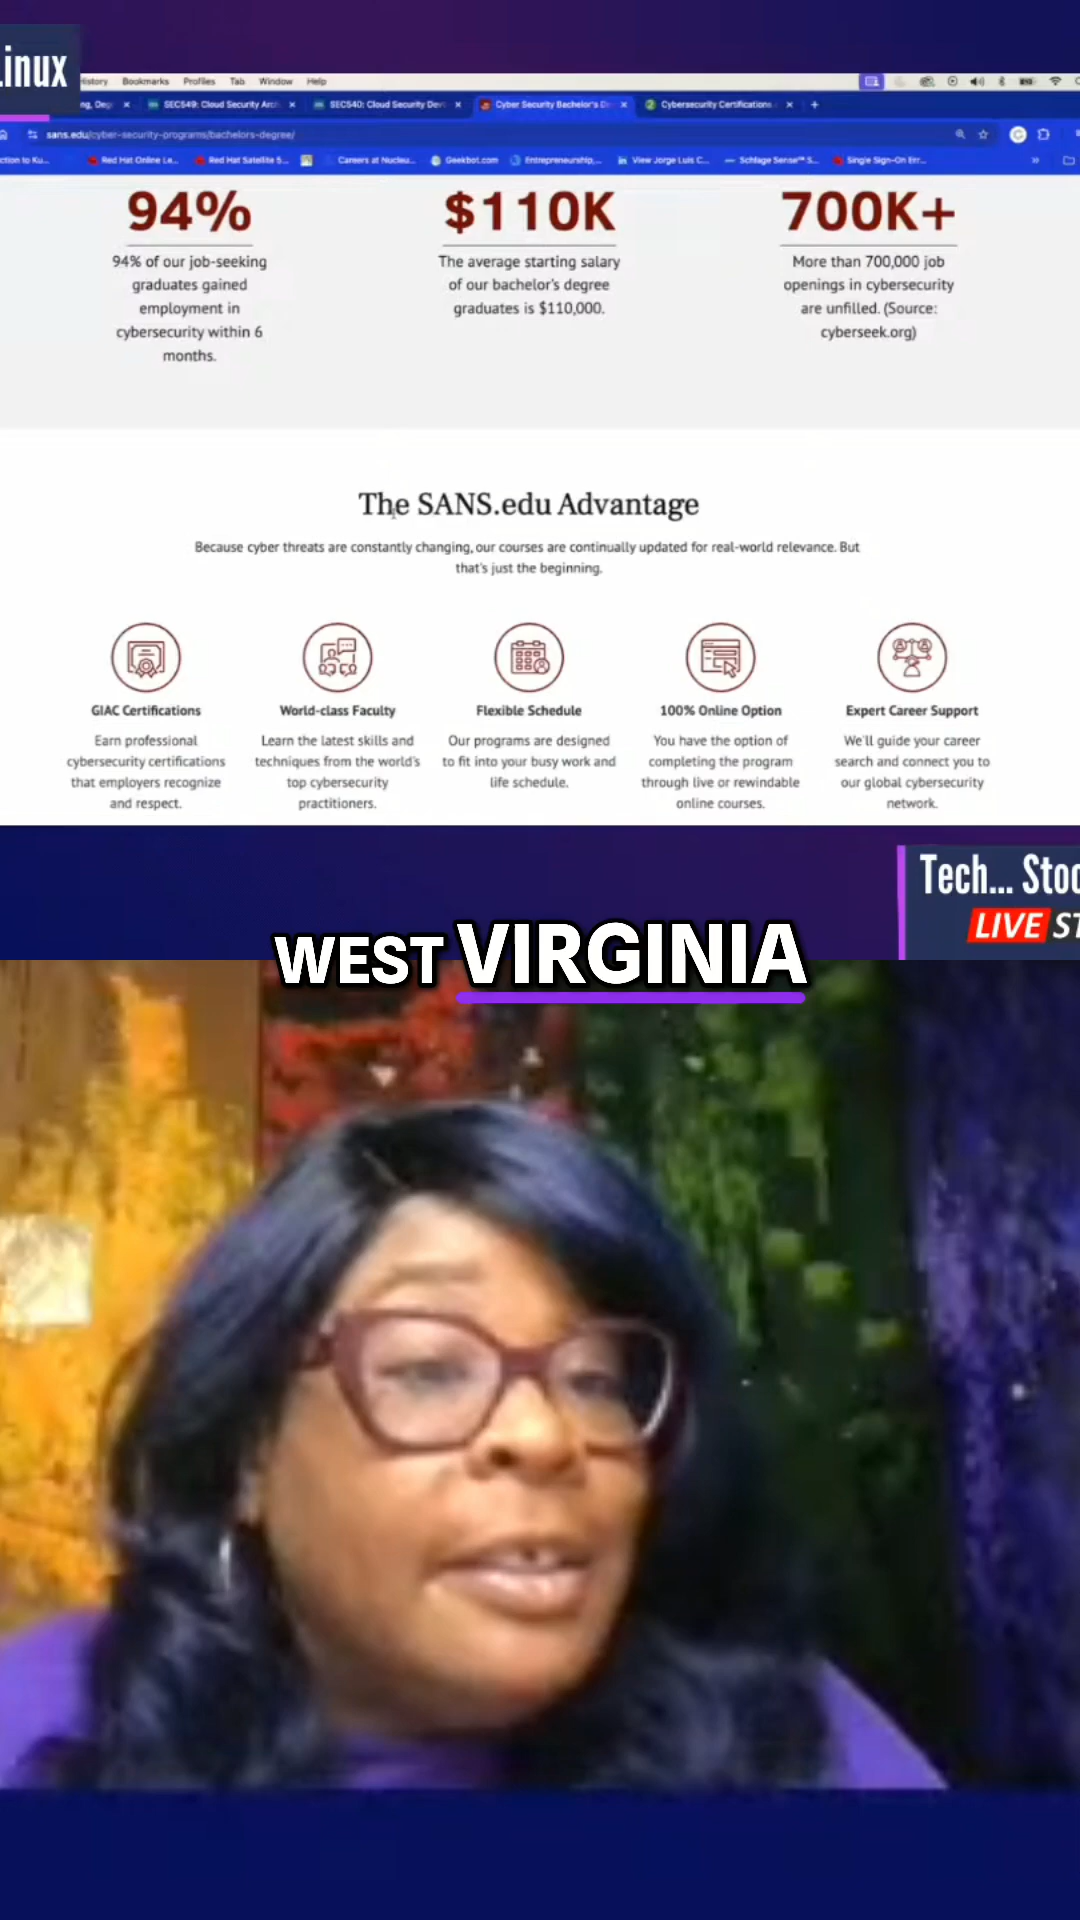 Linux
History Bookmarks Profiles Tab Window Help
SEC549: Cloud Security Arc
SEC540: Cloud Security Dev
Cyber Security Bachelor's D
Cybersecurity Certifications
sans.edu/cyber-security-programs/bachelors-degree/
ction to Ku...
Red Hat Online Le...
Red Hat Satellite 5...
Careers at Nucleu...
Geekbot.com
Entrepreneurship,...
View Jorge Luis C...
Schlage Sense™ S...
Single Sign-On Err...
94%
94% of our job-seeking
graduates gained
employment in
cybersecurity within 6
months.
$110K
The average starting salary
of our bachelor's degree
graduates is $110,000.
700K+
More than 700,000 job
openings in cybersecurity
are unfilled. (Source:
cyberseek.org)
The SANS.edu Advantage
Because cyber threats are constantly changing, our courses are continually updated for real-world relevance. But
that's just the beginning.
GIAC Certifications
Earn professional
cybersecurity certifications
that employers recognize
and respect.
World-class Faculty
Learn the latest skills and
techniques from the world's
top cybersecurity
practitioners.
Flexible Schedule
Our programs are designed
to fit into your busy work and
life schedule.
100% Online Option
You have the option of
completing the program
through live or rewindable
online courses.
Expert Career Support
We'll guide your career
search and connect you to
our global cybersecurity
network.
Tech... Stoc
LIVE ST
WEST VIRGINIA